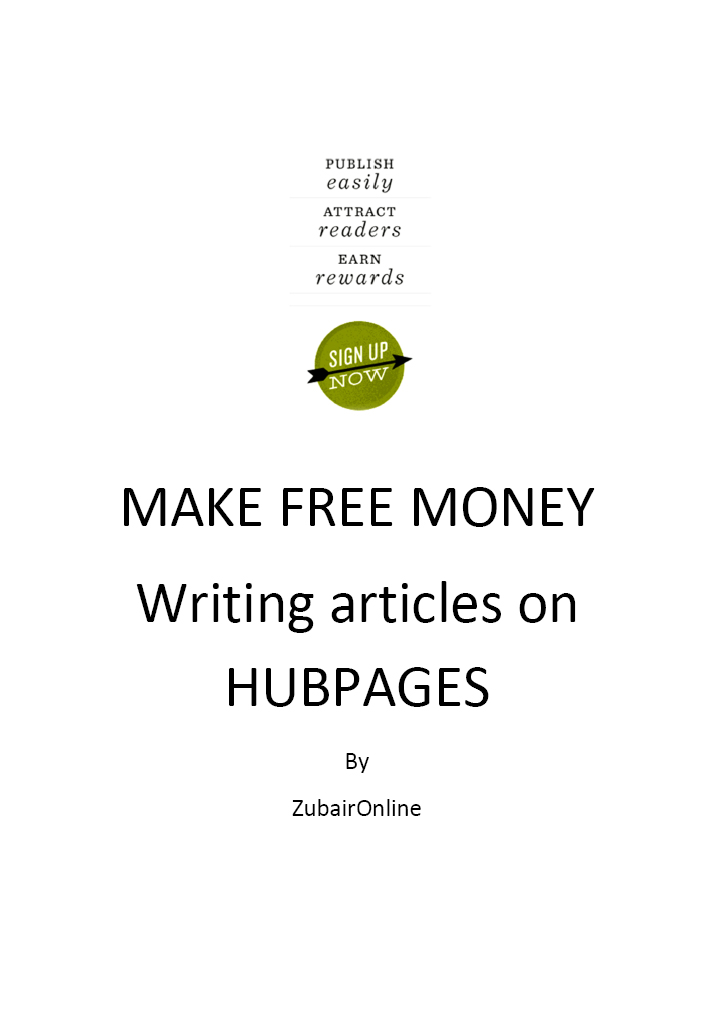 PUBLISH
easily
ATTRACT
readers
EARN
rewards
SIGN UP
NOW
MAKE FREE MONEY
Writing articles on
HUBPAGES
By
ZubairOnline